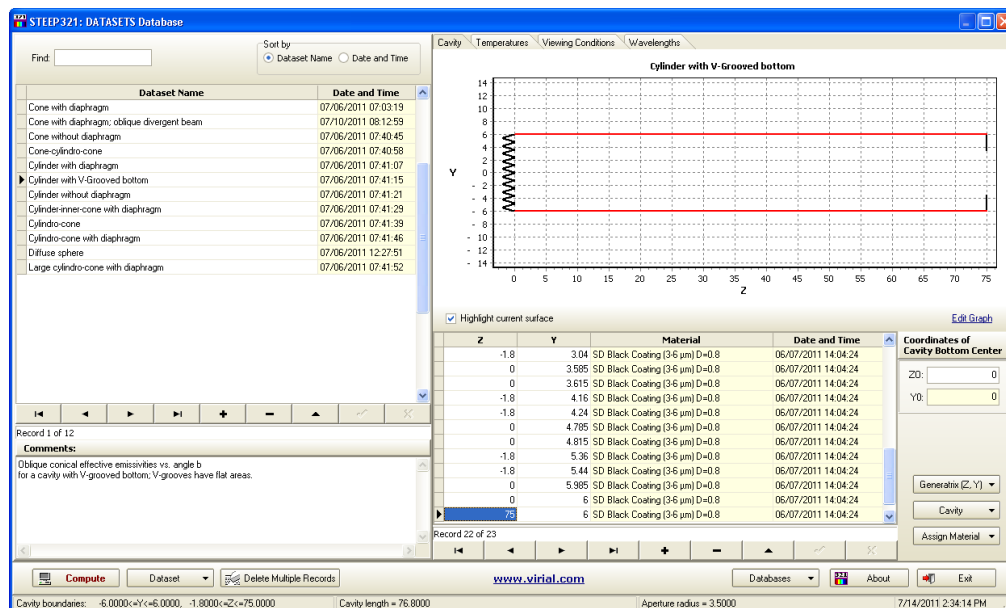 STEEP321: DATASETS Database
Find:
Sort by
Dataset Name Date and Time
Dataset Name Date and Time
Cone with diaphragm 07/06/2011 07:03:19
Cone with diaphragm; oblique divergent beam 07/10/2011 08:12:59
Cone without diaphragm 07/06/2011 07:40:45
Cone-cylindro-cone 07/06/2011 07:40:58
Cylinder with diaphragm 07/06/2011 07:41:07
Cylinder with V-Grooved bottom 07/06/2011 07:41:15
Cylinder without diaphragm 07/06/2011 07:41:21
Cylinder-inner-cone with diaphragm 07/06/2011 07:41:29
Cylindro-cone 07/06/2011 07:41:39
Cylindro-cone with diaphragm 07/06/2011 07:41:46
Diffuse sphere 07/06/2011 12:27:51
Large cylindro-cone with diaphragm 07/06/2011 07:41:52
Record 1 of 12
Comments:
Oblique conical effective emissivities vs. angle b
for a cavity with V-grooved bottom; V-grooves have flat areas.
Cavity Temperatures Viewing Conditions Wavelengths
Cylinder with V-Grooved bottom
14
12
10
8
6
4
2
0
- 2
- 4
- 6
- 8
- 10
- 12
- 14
Y
0 5 10 15 20 25 30 35 40 45 50 55 60 65 70 75
Z
Highlight current surface
Edit Graph
Z Y Material Date and Time
-1.8 3.04 SD Black Coating (3-6 µm) D=0.8 06/07/2011 14:04:24
0 3.585 SD Black Coating (3-6 µm) D=0.8 06/07/2011 14:04:24
0 3.615 SD Black Coating (3-6 µm) D=0.8 06/07/2011 14:04:24
-1.8 4.16 SD Black Coating (3-6 µm) D=0.8 06/07/2011 14:04:24
-1.8 4.24 SD Black Coating (3-6 µm) D=0.8 06/07/2011 14:04:24
0 4.785 SD Black Coating (3-6 µm) D=0.8 06/07/2011 14:04:24
0 4.815 SD Black Coating (3-6 µm) D=0.8 06/07/2011 14:04:24
-1.8 5.36 SD Black Coating (3-6 µm) D=0.8 06/07/2011 14:04:24
-1.8 5.44 SD Black Coating (3-6 µm) D=0.8 06/07/2011 14:04:24
0 5.985 SD Black Coating (3-6 µm) D=0.8 06/07/2011 14:04:24
0 6 SD Black Coating (3-6 µm) D=0.8 06/07/2011 14:04:24
75 6 SD Black Coating (3-6 µm) D=0.8 06/07/2011 14:04:24
Record 22 of 23
Coordinates of
Cavity Bottom Center
Z0: 0
Y0: 0
Generatrix (Z, Y)
Cavity
Assign Material
Compute Dataset Delete Multiple Records www.virial.com Databases About Exit
Cavity boundaries: -6.0000<=Y<=6.0000, -1.8000<=Z<=75.0000 Cavity length = 76.8000 Aperture radius = 3.5000 7/14/2011 2:34:14 PM